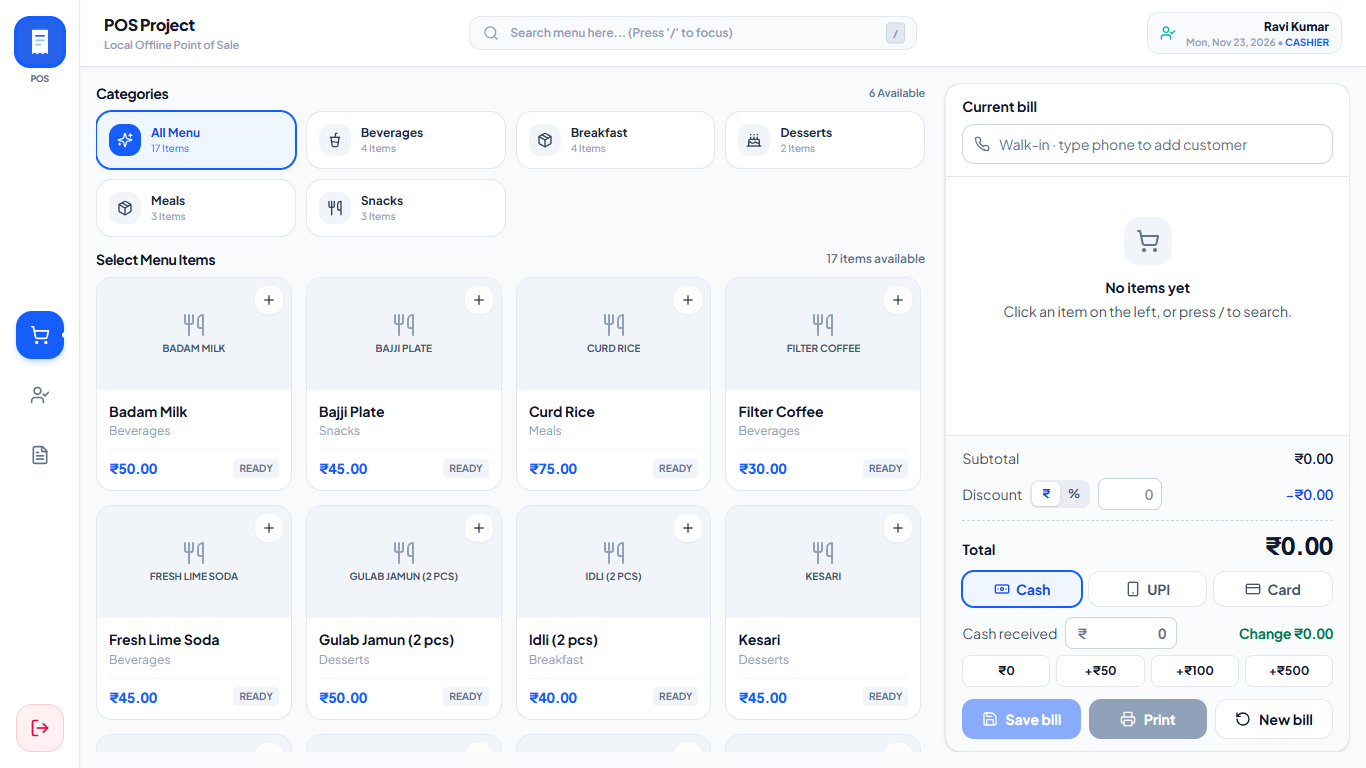 POS Project
Local Offline Point of Sale
Search menu here... (Press '/' to focus)
/
Ravi Kumar
Mon, Nov 23, 2026 • CASHIER
POS
Categories
6 Available
All Menu
17 Items
Beverages
4 Items
Breakfast
4 Items
Desserts
2 Items
Meals
3 Items
Snacks
3 Items
Select Menu Items
17 items available
BADAM MILK
Badam Milk
Beverages
₹50.00
READY
BAJJI PLATE
Bajji Plate
Snacks
₹45.00
READY
CURD RICE
Curd Rice
Meals
₹75.00
READY
FILTER COFFEE
Filter Coffee
Beverages
₹30.00
READY
FRESH LIME SODA
Fresh Lime Soda
Beverages
₹45.00
READY
GULAB JAMUN (2 PCS)
Gulab Jamun (2 pcs)
Desserts
₹50.00
READY
IDLI (2 PCS)
Idli (2 pcs)
Breakfast
₹40.00
READY
KESARI
Kesari
Desserts
₹45.00
READY
Current bill
Walk-in · type phone to add customer
No items yet
Click an item on the left, or press / to search.
Subtotal ₹0.00
Discount ₹ % 0 −₹0.00
Total ₹0.00
Cash UPI Card
Cash received ₹ 0 Change ₹0.00
₹0 +₹50 +₹100 +₹500
Save bill Print New bill